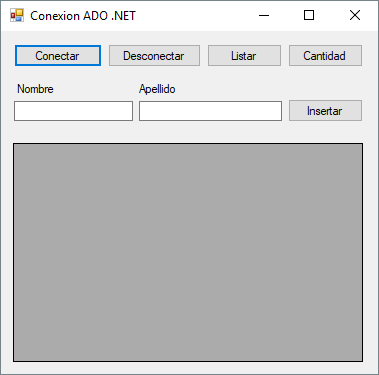 Conexion ADO .NET
Conectar Desconectar Listar Cantidad
Nombre Apellido
Insertar